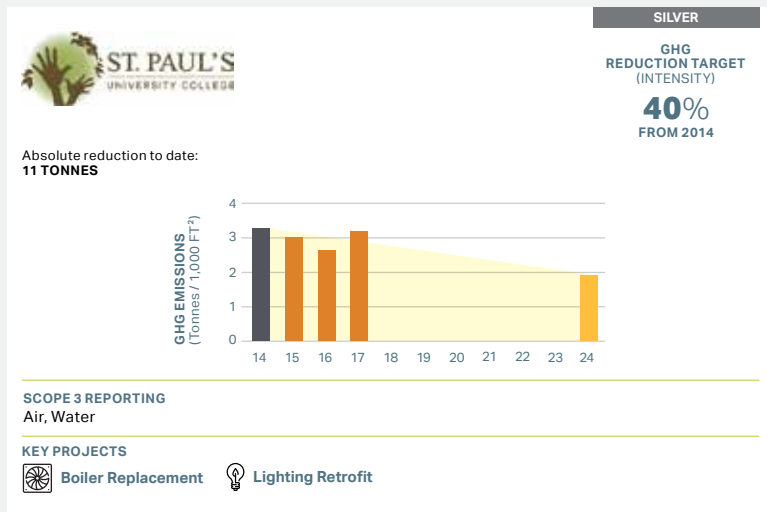 SILVER
ST. PAUL'S
UNIVERSITY COLLEGE
GHG
REDUCTION TARGET
(INTENSITY)
40%
FROM 2014
Absolute reduction to date:
11 TONNES
GHG EMISSIONS
(Tonnes / 1,000 FT²)
4
3
2
1
0
14 15 16 17 18 19 20 21 22 23 24
SCOPE 3 REPORTING
Air, Water
KEY PROJECTS
Boiler Replacement Lighting Retrofit